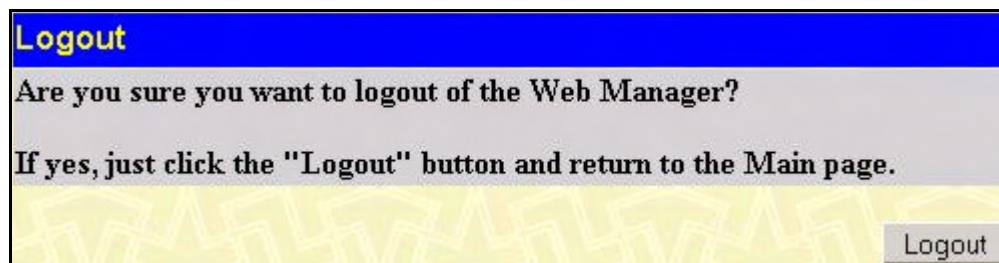 Logout
Are you sure you want to logout of the Web Manager?
If yes, just click the "Logout" button and return to the Main page.
Logout